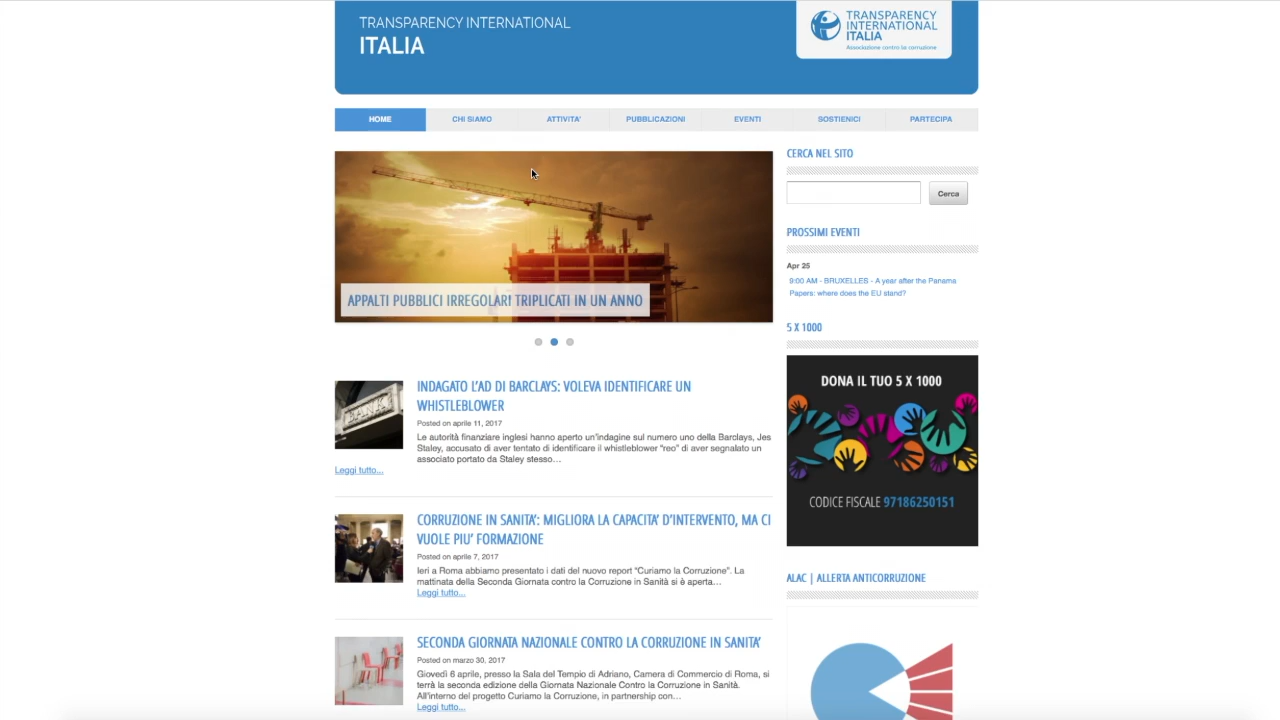 TRANSPARENCY INTERNATIONAL
ITALIA
TRANSPARENCY
INTERNATIONAL
ITALIA
Associazione contro la corruzione
HOME
CHI SIAMO
ATTIVITA'
PUBBLICAZIONI
EVENTI
SOSTIENICI
PARTECIPA
APPALTI PUBBLICI IRREGOLARI TRIPLICATI IN UN ANNO
INDAGATO L'AD DI BARCLAYS: VOLEVA IDENTIFICARE UN
WHISTLEBLOWER
Posted on aprile 11, 2017
Le autorità finanziare inglesi hanno aperto un'indagine sul numero uno della Barclays, Jes
Staley, accusato di aver tentato di identificare il whistleblower "reo" di aver segnalato un
associato portato da Staley stesso…
Leggi tutto...
BANK
CORRUZIONE IN SANITA': MIGLIORA LA CAPACITA' D'INTERVENTO, MA CI
VUOLE PIU' FORMAZIONE
Posted on aprile 7, 2017
Ieri a Roma abbiamo presentato i dati del nuovo report "Curiamo la Corruzione". La
mattinata della Seconda Giornata contro la Corruzione in Sanità si è aperta…
Leggi tutto...
SECONDA GIORNATA NAZIONALE CONTRO LA CORRUZIONE IN SANITA'
Posted on marzo 30, 2017
Giovedì 6 aprile, presso la Sala del Tempio di Adriano, Camera di Commercio di Roma, si
terrà la seconda edizione della Giornata Nazionale Contro la Corruzione in Sanità.
All'interno del progetto Curiamo la Corruzione, in partnership con…
Leggi tutto...
CERCA NEL SITO
Cerca
PROSSIMI EVENTI
Apr 25
9:00 AM - BRUXELLES - A year after the Panama
Papers: where does the EU stand?
5 X 1000
DONA IL TUO 5 X 1000
CODICE FISCALE 97186250151
ALAC | ALLERTA ANTICORRUZIONE